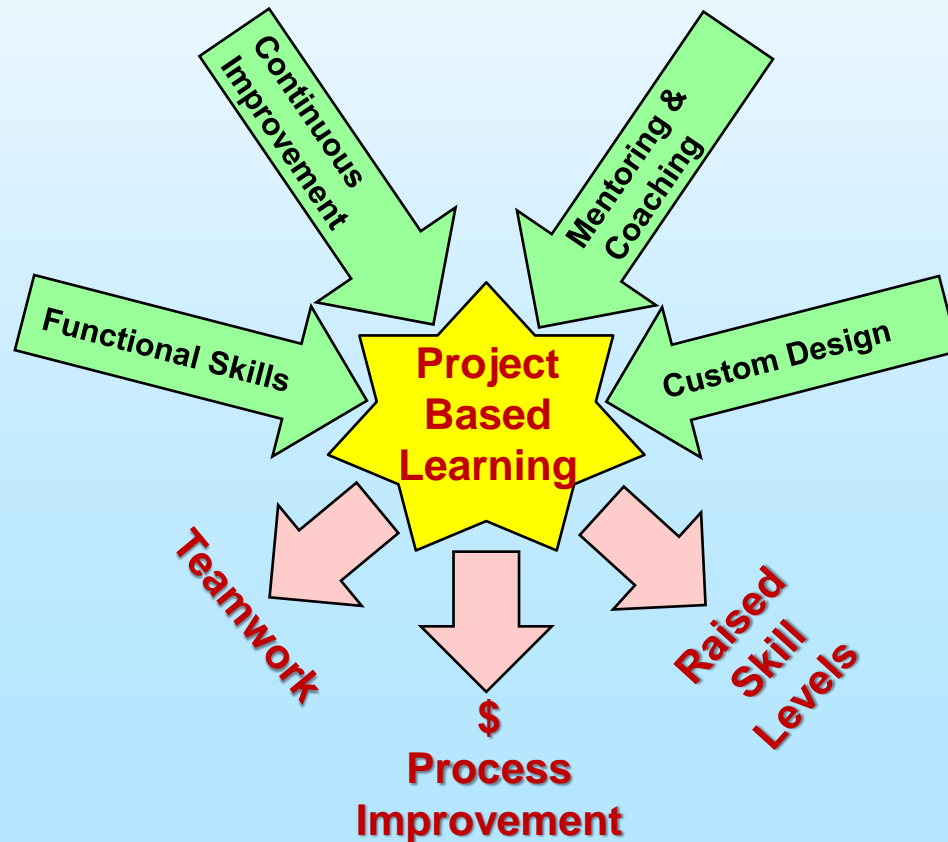 Continuous
Improvement
Mentoring &
Coaching
Functional Skills
Custom Design
Project
Based
Learning
Teamwork
Raised
Skill
Levels
$
Process
Improvement